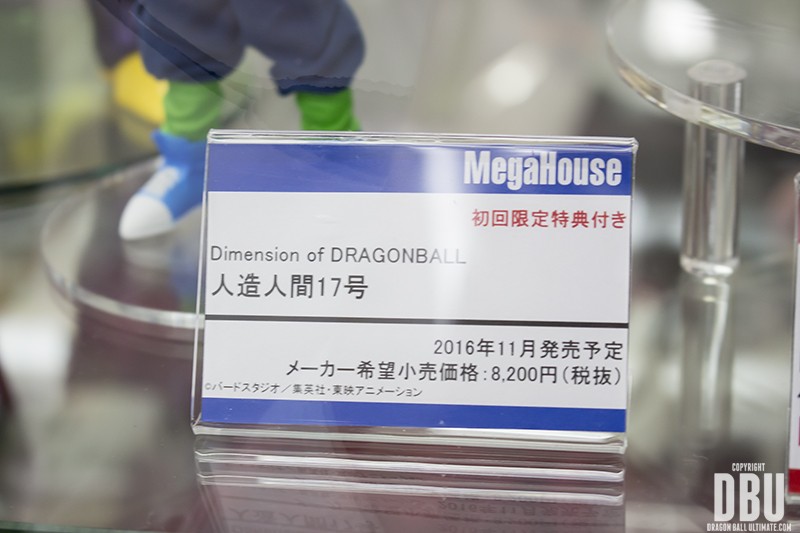 MegaHouse
初回限定特典付き
Dimension of DRAGONBALL
人造人間17号
2016年11月発売予定
メーカー希望小売価格:8,200円(税抜)
©バードスタジオ/集英社・東映アニメーション
COPYRIGHT
DBU
DRAGON BALL ULTIMATE.COM